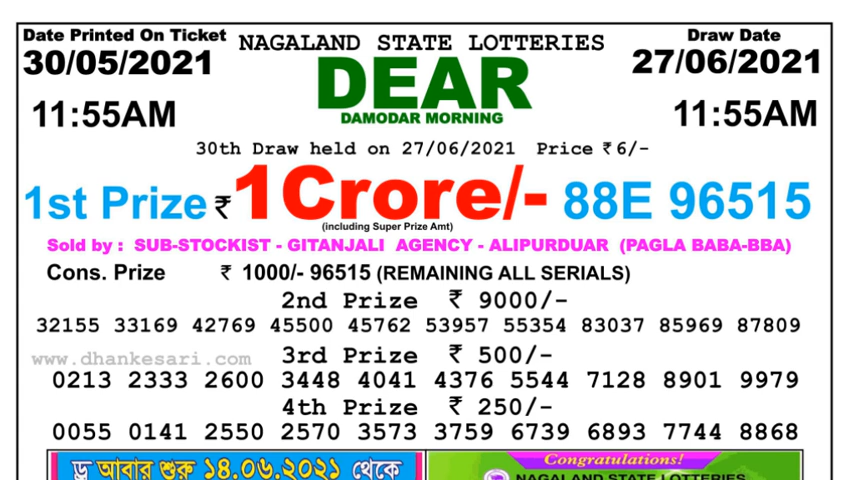 Date Printed On Ticket NAGALAND STATE LOTTERIES Draw Date
30/05/2021 DEAR 27/06/2021
11:55AM DAMODAR MORNING 11:55AM
30th Draw held on 27/06/2021 Price ₹6/-
1st Prize ₹ 1Crore/- 88E 96515
(including Super Prize Amt)
Sold by : SUB-STOCKIST - GITANJALI AGENCY - ALIPURDUAR (PAGLA BABA-BBA)
Cons. Prize ₹ 1000/- 96515 (REMAINING ALL SERIALS)
2nd Prize ₹ 9000/-
32155 33169 42769 45500 45762 53957 55354 83037 85969 87809
www.dhankesari.com 3rd Prize ₹ 500/-
0213 2333 2600 3448 4041 4376 5544 7128 8901 9979
4th Prize ₹ 250/-
0055 0141 2550 2570 3573 3759 6739 6893 7744 8868
ড্র আবার শুরু ১৪.০৬.২০২১ থেকে Congratulations!
NAGALAND STATE LOTTERIES